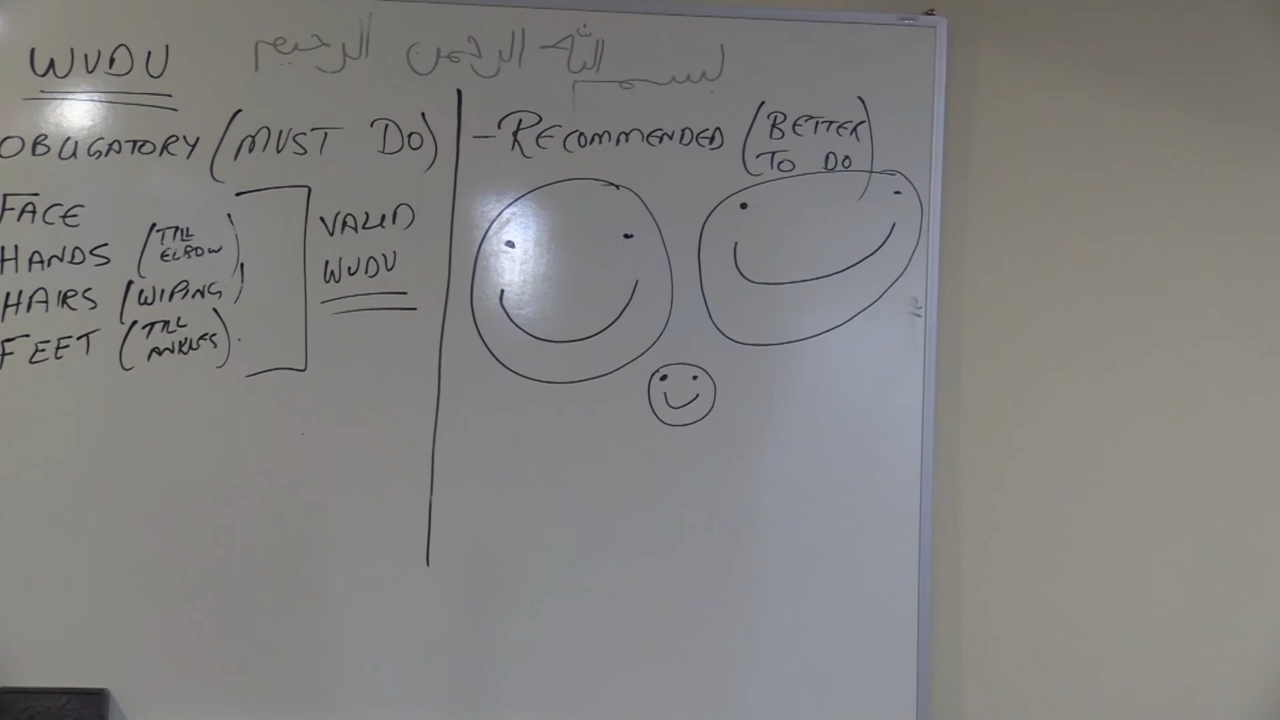 WUDU
بسم الله الرحمن الرحيم
OBLIGATORY (MUST DO)
FACE
HANDS (TILL ELBOW)
HAIRS (WIPING)
FEET (TILL ANKLES).
VALID
WUDU
- RECOMMENDED (BETTER
TO DO)